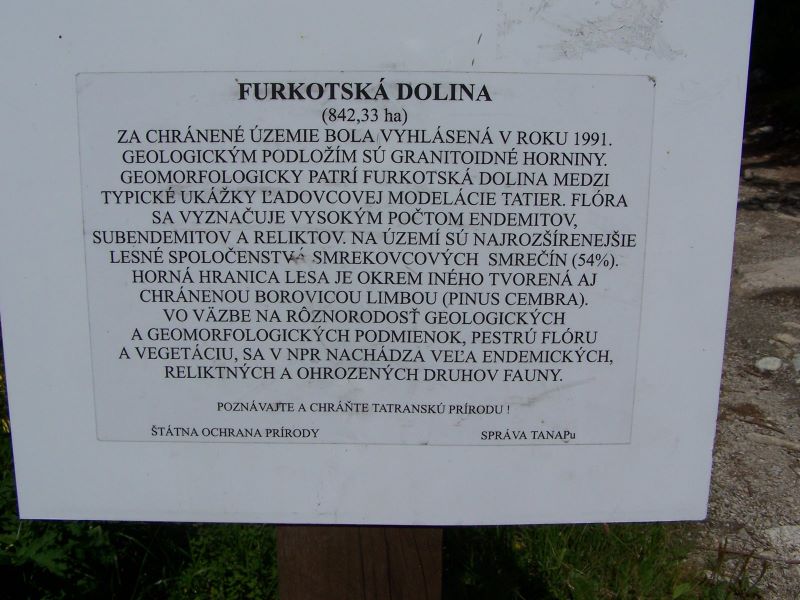 FURKOTSKÁ DOLINA
(842,33 ha)
ZA CHRÁNENÉ ÚZEMIE BOLA VYHLÁSENÁ V ROKU 1991.
GEOLOGICKÝM PODLOŽÍM SÚ GRANITOIDNÉ HORNINY.
GEOMORFOLOGICKY PATRÍ FURKOTSKÁ DOLINA MEDZI
TYPICKÉ UKÁŽKY ĽADOVCOVEJ MODELÁCIE TATIER. FLÓRA
SA VYZNAČUJE VYSOKÝM POČTOM ENDEMITOV,
SUBENDEMITOV A RELIKTOV. NA ÚZEMÍ SÚ NAJROZŠÍRENEJŠIE
LESNÉ SPOLOČENSTVÁ SMREKOVCOVÝCH SMREČÍN (54%).
HORNÁ HRANICA LESA JE OKREM INÉHO TVORENÁ AJ
CHRÁNENOU BOROVICOU LIMBOU (PINUS CEMBRA).
VO VÄZBE NA RÔZNORODOSŤ GEOLOGICKÝCH
A GEOMORFOLOGICKÝCH PODMIENOK, PESTRÚ FLÓRU
A VEGETÁCIU, SA V NPR NACHÁDZA VEĽA ENDEMICKÝCH,
RELIKTNÝCH A OHROZENÝCH DRUHOV FAUNY.
POZNÁVAJTE A CHRÁŇTE TATRANSKÚ PRÍRODU !
ŠTÁTNA OCHRANA PRÍRODY SPRÁVA TANAPu